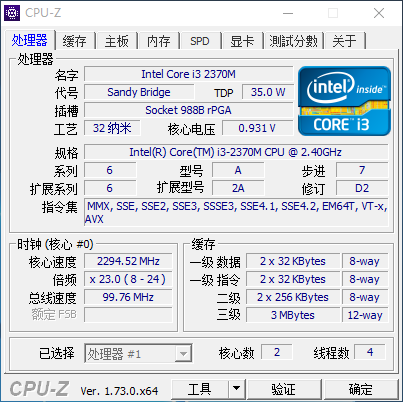 CPU-Z
处理器 缓存 主板 内存 SPD 显卡 測試分數 关于
处理器
名字 Intel Core i3 2370M
代号 Sandy Bridge TDP 35.0 W
插槽 Socket 988B rPGA
工艺 32 纳米 核心电压 0.931 V
intel inside™
CORE™ i3
规格 Intel(R) Core(TM) i3-2370M CPU @ 2.40GHz
系列 6 型号 A 步进 7
扩展系列 6 扩展型号 2A 修订 D2
指令集 MMX, SSE, SSE2, SSE3, SSSE3, SSE4.1, SSE4.2, EM64T, VT-x,
AVX
时钟 (核心 #0) 缓存
核心速度 2294.52 MHz 一级 数据 2 x 32 KBytes 8-way
倍频 x 23.0 ( 8 - 24 ) 一级 指令 2 x 32 KBytes 8-way
总线速度 99.76 MHz 二级 2 x 256 KBytes 8-way
额定 FSB 三级 3 MBytes 12-way
已选择 处理器 #1 核心数 2 线程数 4
CPU-Z Ver. 1.73.0.x64 工具 验证 确定